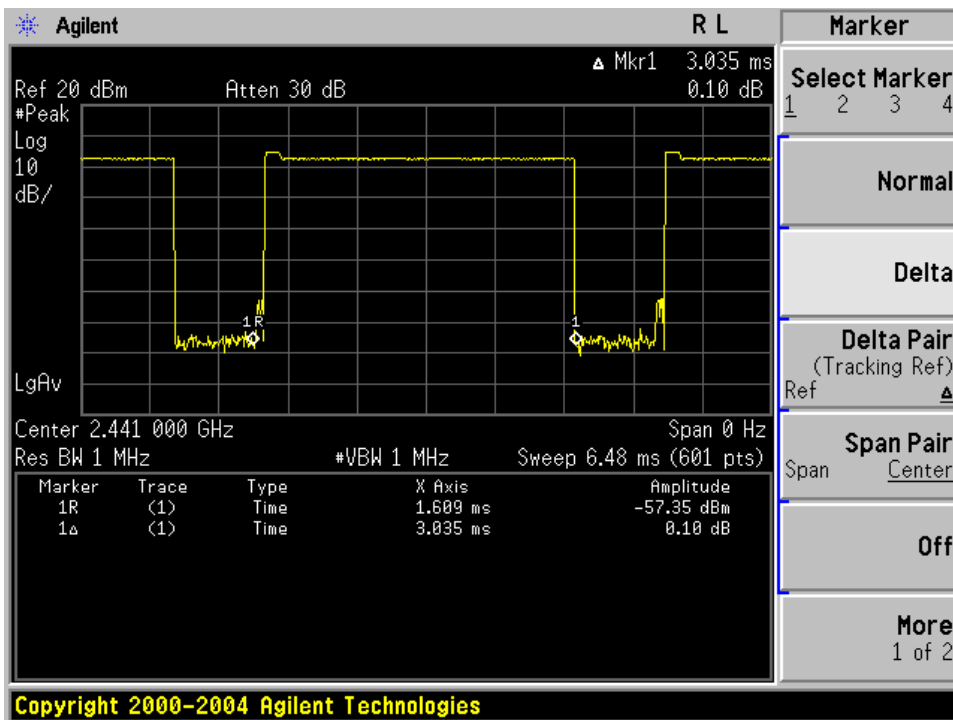 Agilent R L
Δ Mkr1 3.035 ms
Ref 20 dBm Atten 30 dB 0.10 dB
#Peak
Log
10
dB/
1R 1
LgAv
Center 2.441 000 GHz Span 0 Hz
Res BW 1 MHz #VBW 1 MHz Sweep 6.48 ms (601 pts)
Marker Trace Type X Axis Amplitude
1R (1) Time 1.609 ms -57.35 dBm
1Δ (1) Time 3.035 ms 0.10 dB
Copyright 2000-2004 Agilent Technologies
Marker
Select Marker
1 2 3 4
Normal
Delta
Delta Pair
(Tracking Ref)
Ref Δ
Span Pair
Span Center
Off
More
1 of 2